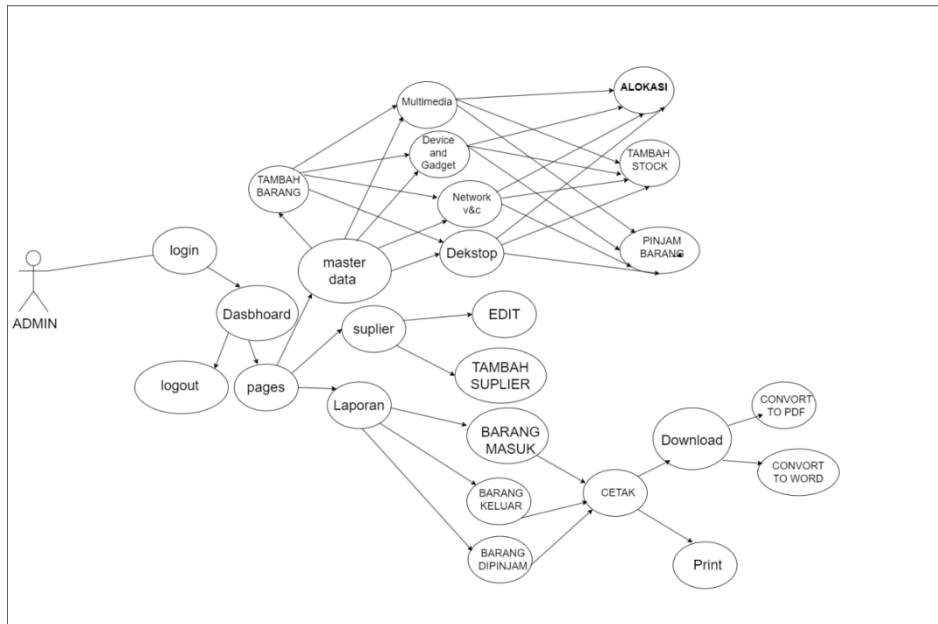 Multimedia
ALOKASI
Device
and
Gadget
TAMBAH
STOCK
TAMBAH
BARANG
Network
v&c
PINJAM
BARANG
login
master
data
Dekstop
ADMIN
Dasbhoard
suplier
EDIT
logout
pages
TAMBAH
SUPLIER
Laporan
CONVORT
TO PDF
BARANG
MASUK
Download
CONVORT
TO WORD
BARANG
KELUAR
CETAK
BARANG
DIPINJAM
Print